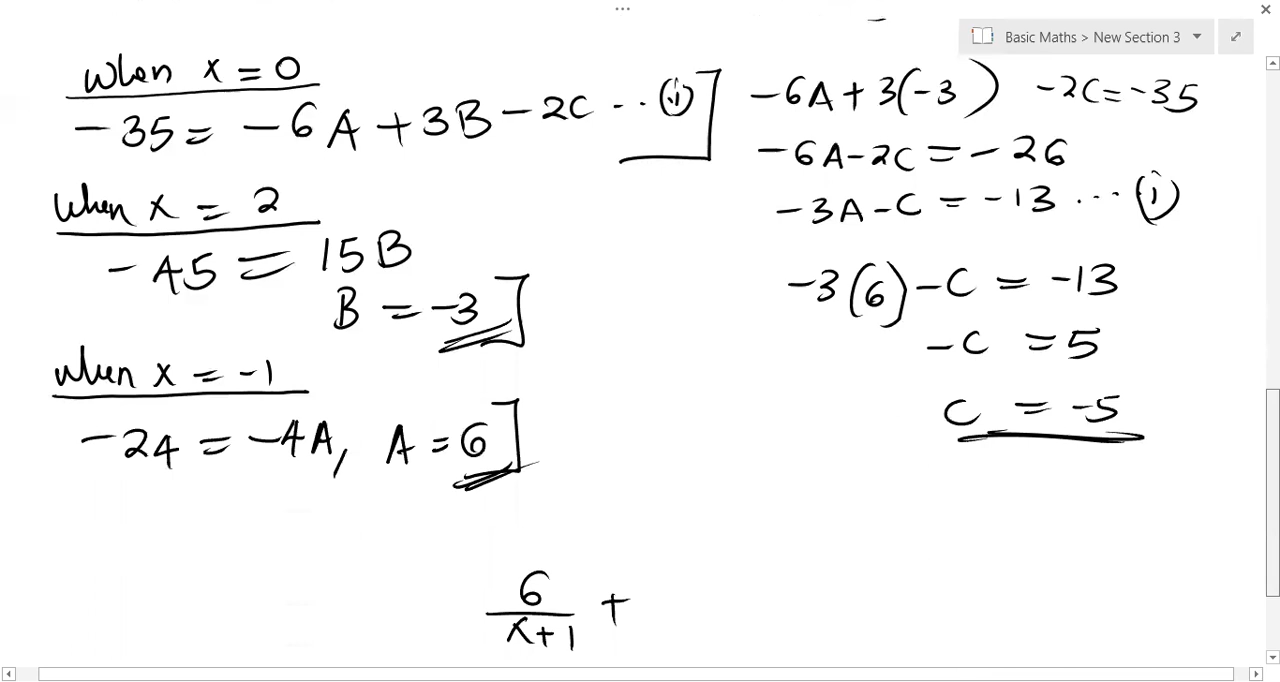 Basic Maths > New Section 3
when x = 0
-35 = -6A + 3B - 2C ... (i)
when x = 2
-45 = 15B
B = -3
when x = -1
-24 = -4A, A = 6
-6A + 3(-3) -2C = -35
-6A - 2C = -26
-3A - C = -13 ... (i)
-3(6) - C = -13
-C = 5
C = -5
6
x+1 +